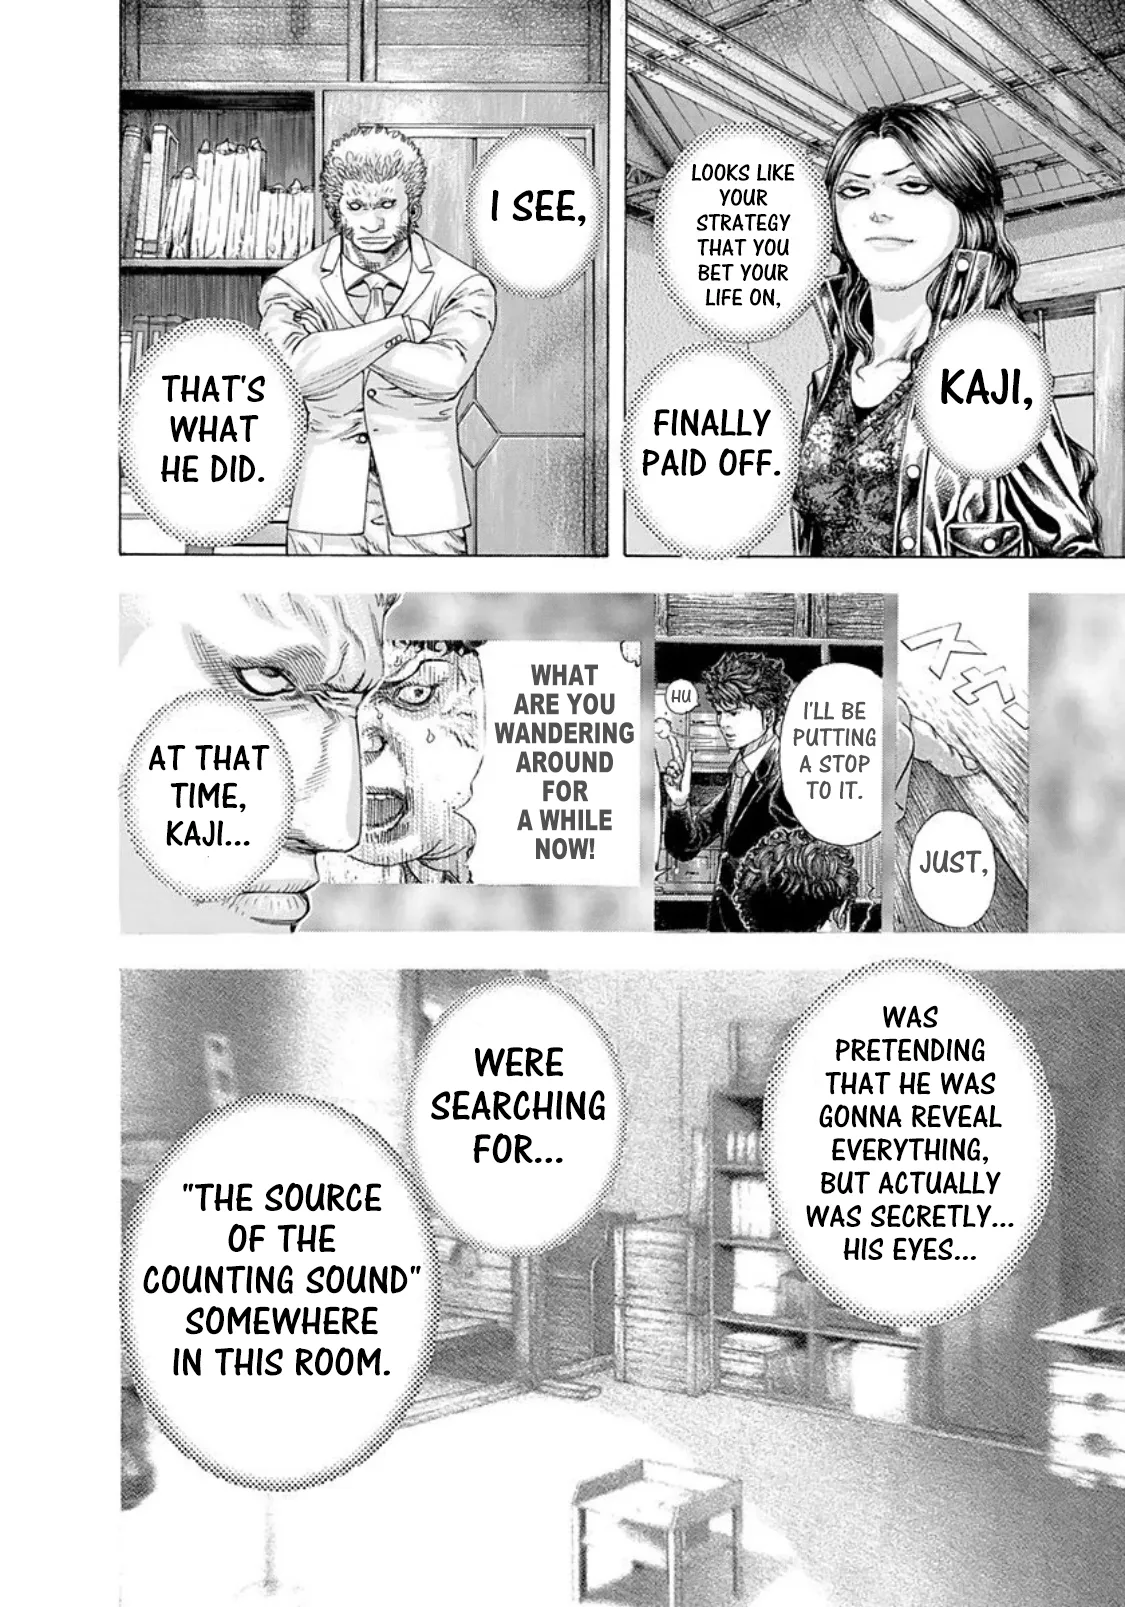 KAJI,
LOOKS LIKE
YOUR
STRATEGY
THAT YOU
BET YOUR
LIFE ON,
FINALLY
PAID OFF.
I SEE,
THAT'S
WHAT
HE DID.
JUST,
I'LL BE
PUTTING
A STOP
TO IT.
HU
WHAT
ARE YOU
WANDERING
AROUND
FOR
A WHILE
NOW!
AT THAT
TIME,
KAJI...
WAS
PRETENDING
THAT HE WAS
GONNA REVEAL
EVERYTHING,
BUT ACTUALLY
WAS SECRETLY...
HIS EYES...
WERE
SEARCHING
FOR...
"THE SOURCE
OF THE
COUNTING SOUND"
SOMEWHERE
IN THIS ROOM.